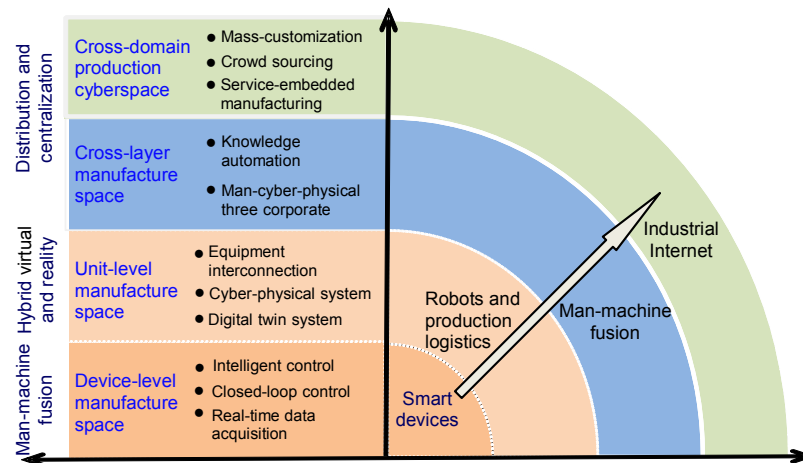 Distribution and
centralization
Cross-domain
production
cyberspace
● Mass-customization
● Crowd sourcing
● Service-embedded
manufacturing
Cross-layer
manufacture
space
● Knowledge
automation
● Man-cyber-physical
three corporate
Hybrid virtual
and reality
Unit-level
manufacture
space
● Equipment
interconnection
● Cyber-physical system
● Digital twin system
Man-machine
fusion
Device-level
manufacture
space
● Intelligent control
● Closed-loop control
● Real-time data
acquisition
Smart
devices
Robots and
production
logistics
Man-machine
fusion
Industrial
Internet